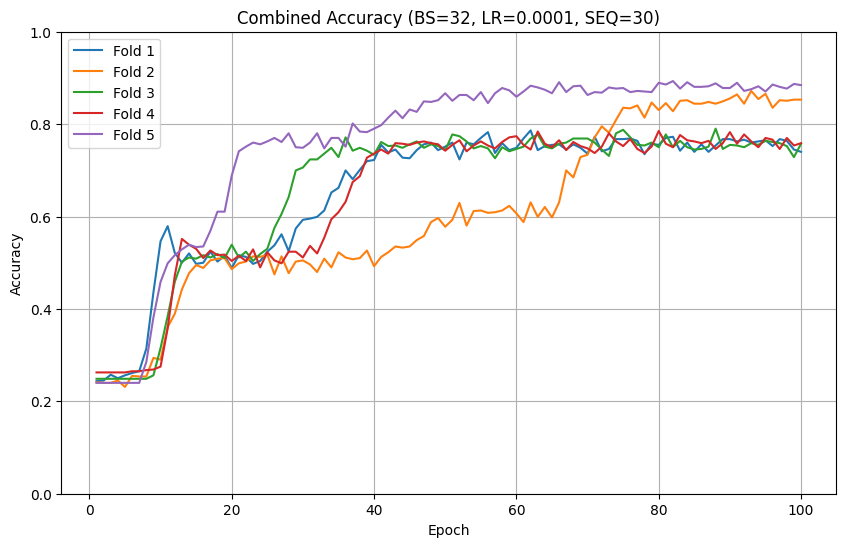 Combined Accuracy (BS=32, LR=0.0001, SEQ=30)
Fold 1
Fold 2
Fold 3
Fold 4
Fold 5
Accuracy
1.0
0.8
0.6
0.4
0.2
0.0
0 20 40 60 80 100
Epoch